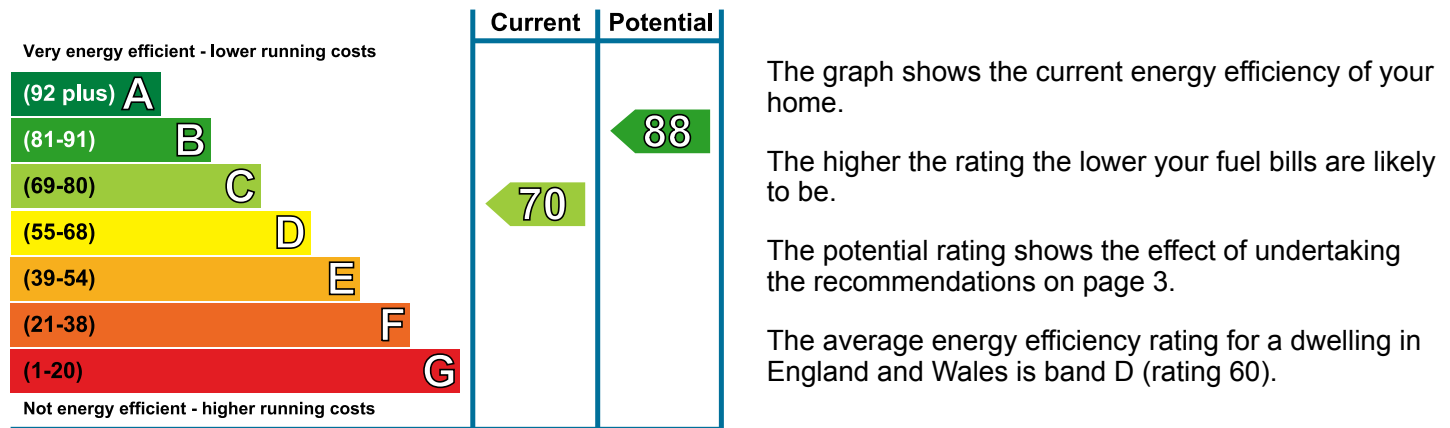 Current Potential
Very energy efficient - lower running costs
(92 plus) A
(81-91) B
88
(69-80) C
70
(55-68) D
(39-54) E
(21-38) F
(1-20) G
Not energy efficient - higher running costs
The graph shows the current energy efficiency of your
home.
The higher the rating the lower your fuel bills are likely
to be.
The potential rating shows the effect of undertaking
the recommendations on page 3.
The average energy efficiency rating for a dwelling in
England and Wales is band D (rating 60).